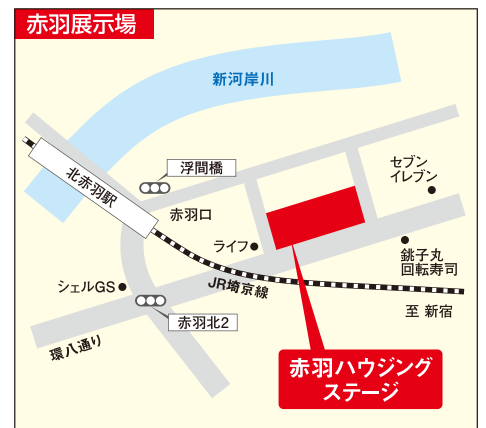 赤羽展示場
新河岸川
北赤羽駅
浮間橋
赤羽口
セブン
イレブン
ライフ
銚子丸
回転寿司
シェルGS
JR埼京線
至 新宿
赤羽北2
環八通り
赤羽ハウジング
ステージ